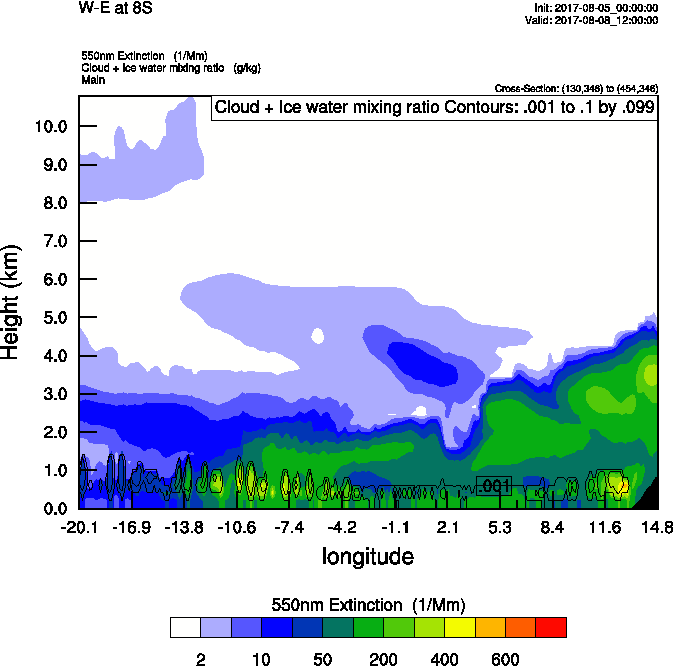 W-E at 8S
Init: 2017-08-05_00:00:00
Valid: 2017-08-08_12:00:00
550nm Extinction (1/Mm)
Cloud + Ice water mixing ratio (g/kg)
Main
Cross-Section: (130,346) to (454,346)
Cloud + Ice water mixing ratio Contours: .001 to .1 by .099
10.0
9.0
8.0
7.0
6.0
5.0
4.0
3.0
2.0
1.0
0.0
Height (km)
.001
-20.1 -16.9 -13.8 -10.6 -7.4 -4.2 -1.1 2.1 5.3 8.4 11.6 14.8
longitude
550nm Extinction (1/Mm)
2 10 50 200 400 600